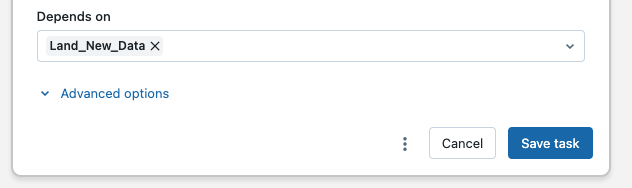 Depends on
Land_New_Data
Advanced options
Cancel Save task